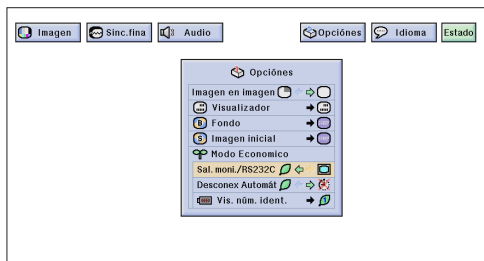 Imagen
Sinc.fina
Audio
Opciónes
Idioma
Estado
Opciónes
Imagen en imagen
Visualizador
B Fondo
S Imagen inicial
Modo Economico
Sal. moni./RS232C
Desconex Automát
Vis. núm. ident. 1